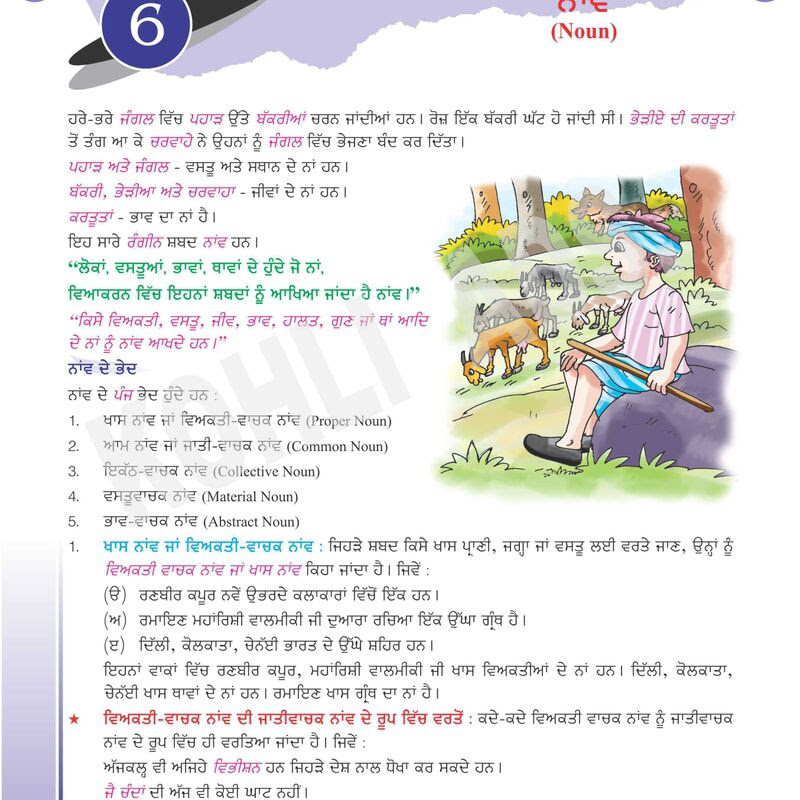 6
ਨਾਂਵ
(Noun)
ਹਰੇ-ਭਰੇ ਜੰਗਲ ਵਿੱਚ ਪਹਾੜ ਉੱਤੇ ਬੱਕਰੀਆਂ ਚਰਨ ਜਾਂਦੀਆਂ ਹਨ। ਰੋਜ਼ ਇੱਕ ਬੱਕਰੀ ਘੱਟ ਹੋ ਜਾਂਦੀ ਸੀ। ਭੇੜੀਏ ਦੀ ਕਰਤੂਤਾਂ
ਤੋਂ ਤੰਗ ਆ ਕੇ ਚਰਵਾਹੇ ਨੇ ਉਹਨਾਂ ਨੂੰ ਜੰਗਲ ਵਿੱਚ ਭੇਜਣਾ ਬੰਦ ਕਰ ਦਿੱਤਾ।
ਪਹਾੜ ਅਤੇ ਜੰਗਲ - ਵਸਤੂ ਅਤੇ ਸਥਾਨ ਦੇ ਨਾਂ ਹਨ।
ਬੱਕਰੀ, ਭੇੜੀਆ ਅਤੇ ਚਰਵਾਹਾ - ਜੀਵਾਂ ਦੇ ਨਾਂ ਹਨ।
ਕਰਤੂਤਾਂ - ਭਾਵ ਦਾ ਨਾਂ ਹੈ।
ਇਹ ਸਾਰੇ ਰੰਗੀਨ ਸ਼ਬਦ ਨਾਂਵ ਹਨ।
“ਲੋਕਾਂ, ਵਸਤੂਆਂ, ਭਾਵਾਂ, ਥਾਵਾਂ ਦੇ ਹੁੰਦੇ ਜੋ ਨਾਂ,
ਵਿਆਕਰਨ ਵਿੱਚ ਇਹਨਾਂ ਸ਼ਬਦਾਂ ਨੂੰ ਆਖਿਆ ਜਾਂਦਾ ਹੈ ਨਾਂਵ।”
“ਕਿਸੇ ਵਿਅਕਤੀ, ਵਸਤੂ, ਜੀਵ, ਭਾਵ, ਹਾਲਤ, ਗੁਣ ਜਾਂ ਥਾਂ ਆਦਿ
ਦੇ ਨਾਂ ਨੂੰ ਨਾਂਵ ਆਖਦੇ ਹਨ।”
ਨਾਂਵ ਦੇ ਭੇਦ
ਨਾਂਵ ਦੇ ਪੰਜ ਭੇਦ ਹੁੰਦੇ ਹਨ :
1. ਖਾਸ ਨਾਂਵ ਜਾਂ ਵਿਅਕਤੀ-ਵਾਚਕ ਨਾਂਵ (Proper Noun)
2. ਆਮ ਨਾਂਵ ਜਾਂ ਜਾਤੀ-ਵਾਚਕ ਨਾਂਵ (Common Noun)
3. ਇਕੱਠ-ਵਾਚਕ ਨਾਂਵ (Collective Noun)
4. ਵਸਤੂਵਾਚਕ ਨਾਂਵ (Material Noun)
5. ਭਾਵ-ਵਾਚਕ ਨਾਂਵ (Abstract Noun)
1. ਖਾਸ ਨਾਂਵ ਜਾਂ ਵਿਅਕਤੀ-ਵਾਚਕ ਨਾਂਵ : ਜਿਹੜੇ ਸ਼ਬਦ ਕਿਸੇ ਖਾਸ ਪ੍ਰਾਣੀ, ਜਗ੍ਹਾ ਜਾਂ ਵਸਤੂ ਲਈ ਵਰਤੇ ਜਾਣ, ਉਨ੍ਹਾਂ ਨੂੰ
ਵਿਅਕਤੀ ਵਾਚਕ ਨਾਂਵ ਜਾਂ ਖਾਸ ਨਾਂਵ ਕਿਹਾ ਜਾਂਦਾ ਹੈ। ਜਿਵੇਂ :
(ੳ) ਰਣਬੀਰ ਕਪੂਰ ਨਵੇਂ ਉਭਰਦੇ ਕਲਾਕਾਰਾਂ ਵਿੱਚੋਂ ਇੱਕ ਹਨ।
(ਅ) ਰਮਾਇਣ ਮਹਾਂਰਿਸ਼ੀ ਵਾਲਮੀਕੀ ਜੀ ਦੁਆਰਾ ਰਚਿਆ ਇੱਕ ਉੱਘਾ ਗ੍ਰੰਥ ਹੈ।
(ੲ) ਦਿੱਲੀ, ਕੋਲਕਾਤਾ, ਚੇਨੱਈ ਭਾਰਤ ਦੇ ਉੱਘੇ ਸ਼ਹਿਰ ਹਨ।
ਇਹਨਾਂ ਵਾਕਾਂ ਵਿੱਚ ਰਣਬੀਰ ਕਪੂਰ, ਮਹਾਂਰਿਸ਼ੀ ਵਾਲਮੀਕੀ ਜੀ ਖਾਸ ਵਿਅਕਤੀਆਂ ਦੇ ਨਾਂ ਹਨ। ਦਿੱਲੀ, ਕੋਲਕਾਤਾ,
ਚੇਨੱਈ ਖਾਸ ਥਾਵਾਂ ਦੇ ਨਾਂ ਹਨ। ਰਮਾਇਣ ਖਾਸ ਗ੍ਰੰਥ ਦਾ ਨਾਂ ਹੈ।
★ ਵਿਅਕਤੀ-ਵਾਚਕ ਨਾਂਵ ਦੀ ਜਾਤੀਵਾਚਕ ਨਾਂਵ ਦੇ ਰੂਪ ਵਿੱਚ ਵਰਤੋਂ : ਕਦੇ-ਕਦੇ ਵਿਅਕਤੀ ਵਾਚਕ ਨਾਂਵ ਨੂੰ ਜਾਤੀਵਾਚਕ
ਨਾਂਵ ਦੇ ਰੂਪ ਵਿੱਚ ਹੀ ਵਰਤਿਆ ਜਾਂਦਾ ਹੈ। ਜਿਵੇਂ :
ਅੱਜਕਲ੍ਹ ਵੀ ਅਜਿਹੇ ਵਿਭੀਸ਼ਨ ਹਨ ਜਿਹੜੇ ਦੇਸ਼ ਨਾਲ ਧੋਖਾ ਕਰ ਸਕਦੇ ਹਨ।
ਜੈ ਚੰਦਾਂ ਦੀ ਅੱਜ ਵੀ ਕੋਈ ਘਾਟ ਨਹੀਂ।